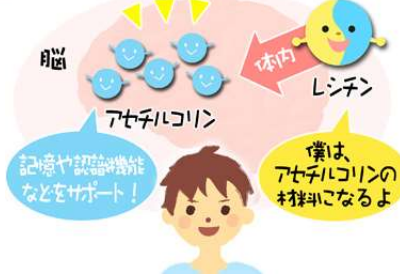 脳
体内
レシチン
アセチルコリン
記憶や認識機能
などをサポート！
僕は、
アセチルコリンの
材料になるよ